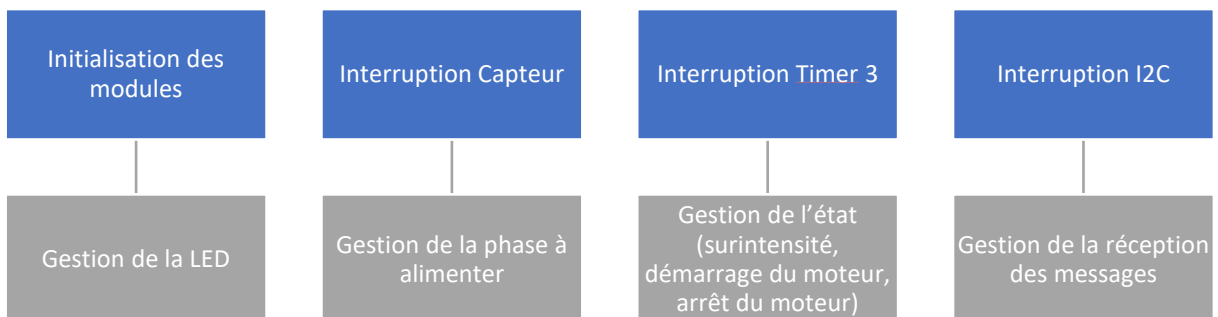 Initialisation des
modules
Interruption Capteur
Interruption Timer 3
Interruption I2C
Gestion de la LED
Gestion de la phase à
alimenter
Gestion de l’état
(surintensité,
démarrage du moteur,
arrêt du moteur)
Gestion de la réception
des messages